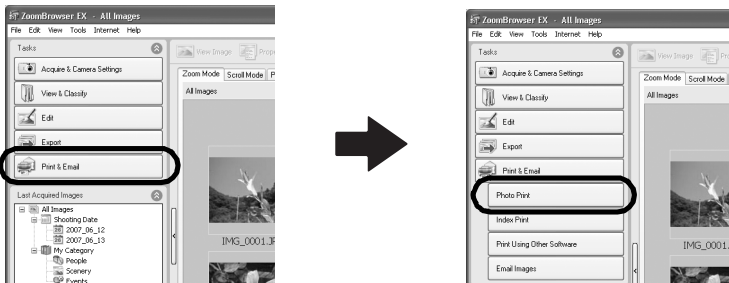 ZoomBrowser EX - All Images
File Edit View Tools Internet Help
Tasks
View Image
Acquire & Camera Settings
Zoom Mode Scroll Mode
View & Classify
All Images
Edit
Export
Print & Email
Last Acquired Images
All Images
Shooting Date
2007_06_12
2007_06_13
My Category
People
Scenery
Events
IMG_0001.JP
ZoomBrowser EX - All Images
File Edit View Tools Internet Help
Tasks
View Image
Acquire & Camera Settings
Zoom Mode Scroll Mode
View & Classify
All Images
Edit
Export
Print & Email
Photo Print
Index Print
Print Using Other Software
Email Images
IMG_0001.